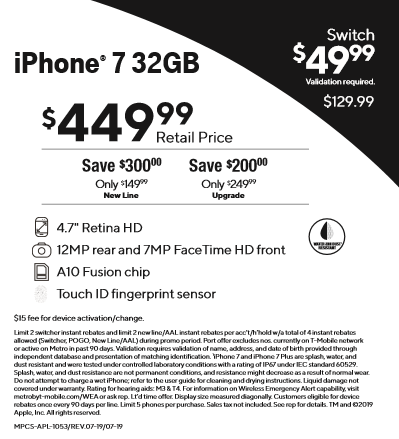 Switch
$49.99
Validation required.
$129.99
iPhone® 7 32GB
$449.99
Retail Price
Save $300.00
Only $149.99
New Line
Save $200.00
Only $249.99
Upgrade
4.7" Retina HD
12MP rear and 7MP FaceTime HD front
A10 Fusion chip
Touch ID fingerprint sensor
WATER AND DUST
RESISTANT
$15 fee for device activation/change.
Limit 2 switcher instant rebates and limit 2 new line/AAL instant rebates per acc't/h'hold w/a total of 4 instant rebates
allowed (Switcher, POGO, New Line/AAL) during promo period. Port offer excludes nos. currently on T-Mobile network
or active on Metro in past 90 days. Validation requires validation of name, address, and date of birth provided through
independent database and presentation of matching identification. ¹iPhone 7 and iPhone 7 Plus are splash, water, and
dust resistant and were tested under controlled laboratory conditions with a rating of IP67 under IEC standard 60529.
Splash, water, and dust resistance are not permanent conditions, and resistance might decrease as a result of normal wear.
Do not attempt to charge a wet iPhone; refer to the user guide for cleaning and drying instructions. Liquid damage not
covered under warranty. Rating for hearing aids: M3 & T4. For information on Wireless Emergency Alert capability, visit
metrobyt-mobile.com/WEA or ask rep. Lt'd time offer. Display size measured diagonally. Customers eligible for device
rebates once every 90 days per line. Limit 5 phones per purchase. Sales tax not included. See rep for details. TM and ©2019
Apple, Inc. All rights reserved.
MPCS-APL-1053/REV.07-19/07-19